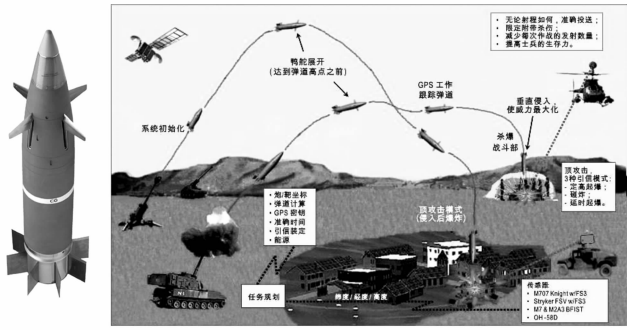 • 无论射程如何，准确投送；
• 限定附带杀伤；
• 减少每次作战的发射数量；
• 提高士兵的生存力。
鸭舵展开
(达到弹道高点之前)
GPS 工作
跟踪弹道
垂直侵入，
使威力最大化
系统初始化
杀爆
战斗部
顶攻击，
3种引信模式：
- 定高起爆；
- 碰炸；
- 延时起爆。
• 炮/靶坐标
• 弹道计算
• GPS 密钥
• 准确时间
• 引信装定
• 能源
顶攻击模式
(侵入后爆炸)
任务规划
纬度/经度/高度
传感器
• M707 Knight w/FS3
• Stryker FSV w/FS3
• M7 & M2A3 BFIST
• OH -58D